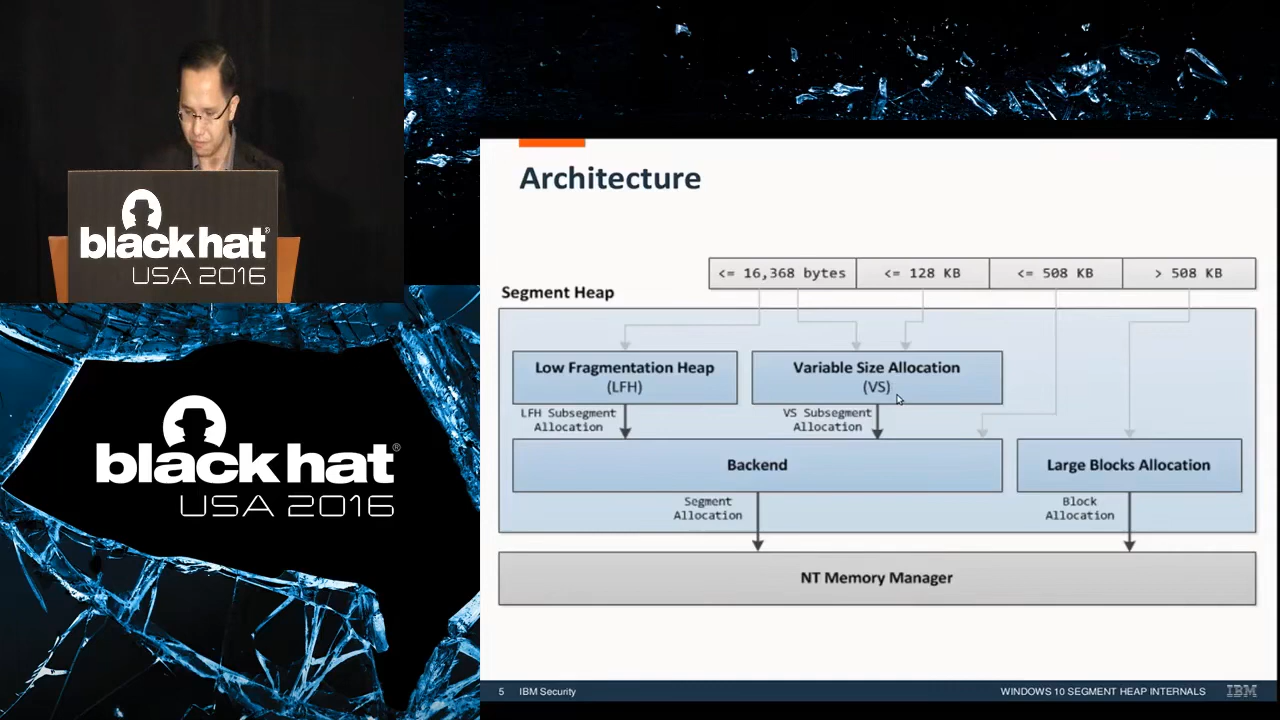 black hat®
USA 2016
black hat®
USA 2016
Architecture
<= 16,368 bytes
<= 128 KB
<= 508 KB
> 508 KB
Segment Heap
Low Fragmentation Heap
(LFH)
Variable Size Allocation
(VS)
LFH Subsegment
Allocation
VS Subsegment
Allocation
Backend
Large Blocks Allocation
Segment
Allocation
Block
Allocation
NT Memory Manager
5 IBM Security
WINDOWS 10 SEGMENT HEAP INTERNALS
IBM